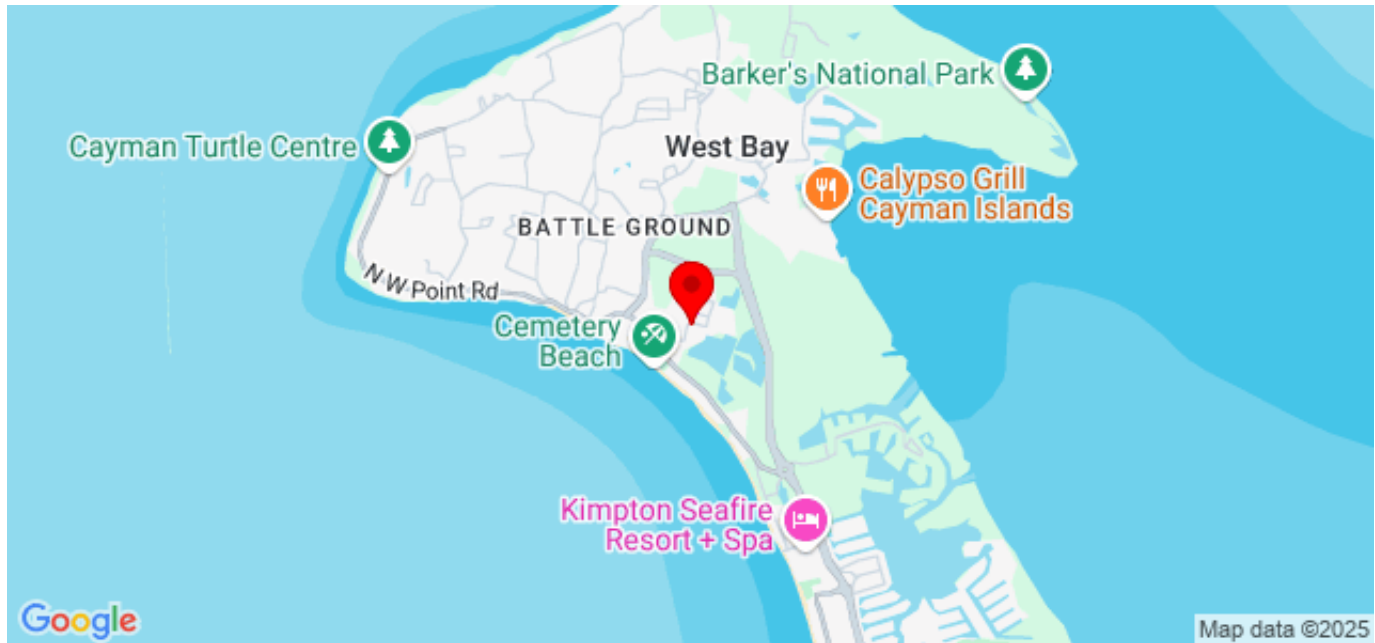 Barker's National Park
Cayman Turtle Centre
West Bay
Calypso Grill
Cayman Islands
BATTLE GROUND
N W Point Rd
Cemetery
Beach
Kimpton Seafire
Resort + Spa
Google
Map data ©2025